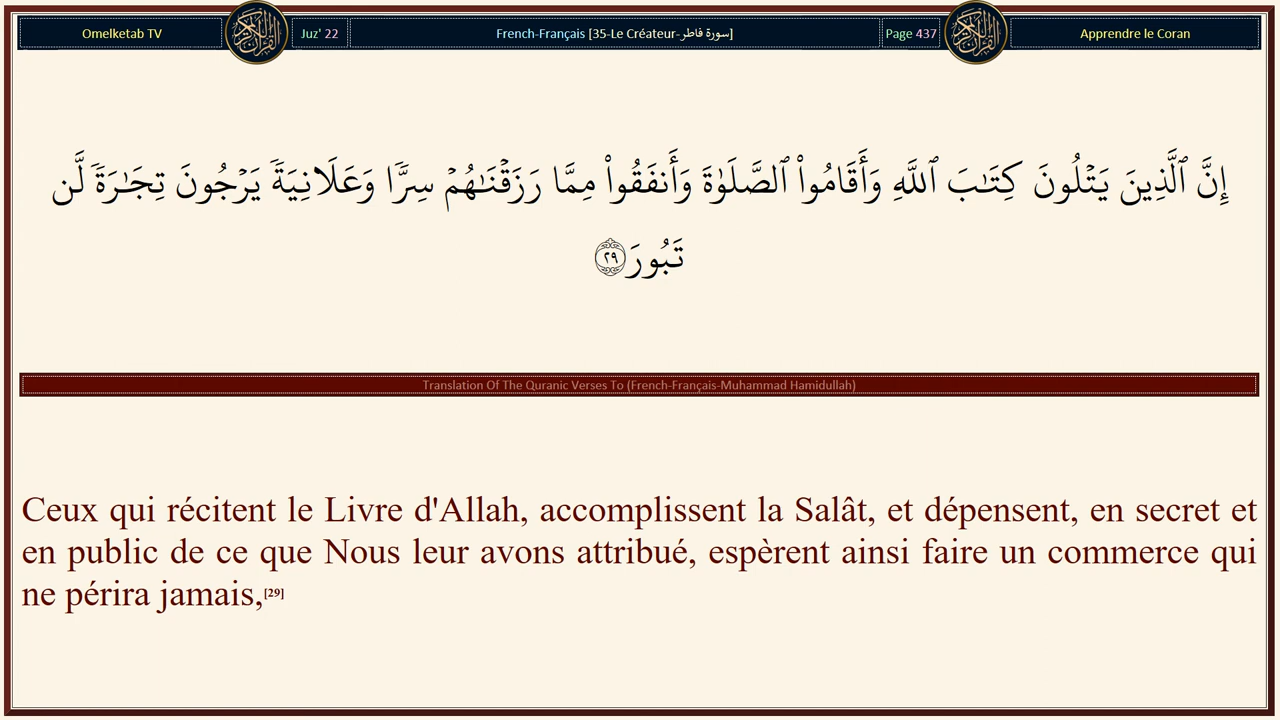 Omelketab TV
Juz' 22
French-Français [35-Le Créateur-سورة فاطر]
Page 437
Apprendre le Coran
إِنَّ ٱلَّذِينَ يَتۡلُونَ كِتَٰبَ ٱللَّهِ وَأَقَامُواْ ٱلصَّلَوٰةَ وَأَنفَقُواْ مِمَّا رَزَقۡنَٰهُمۡ سِرّٗا وَعَلَانِيَةٗ يَرۡجُونَ تِجَٰرَةٗ لَّن
تَبُورَ ٢٩
Translation Of The Quranic Verses To (French-Français-Muhammad Hamidullah)
Ceux qui récitent le Livre d'Allah, accomplissent la Salât, et dépensent, en secret et
en public de ce que Nous leur avons attribué, espèrent ainsi faire un commerce qui
ne périra jamais,[29]